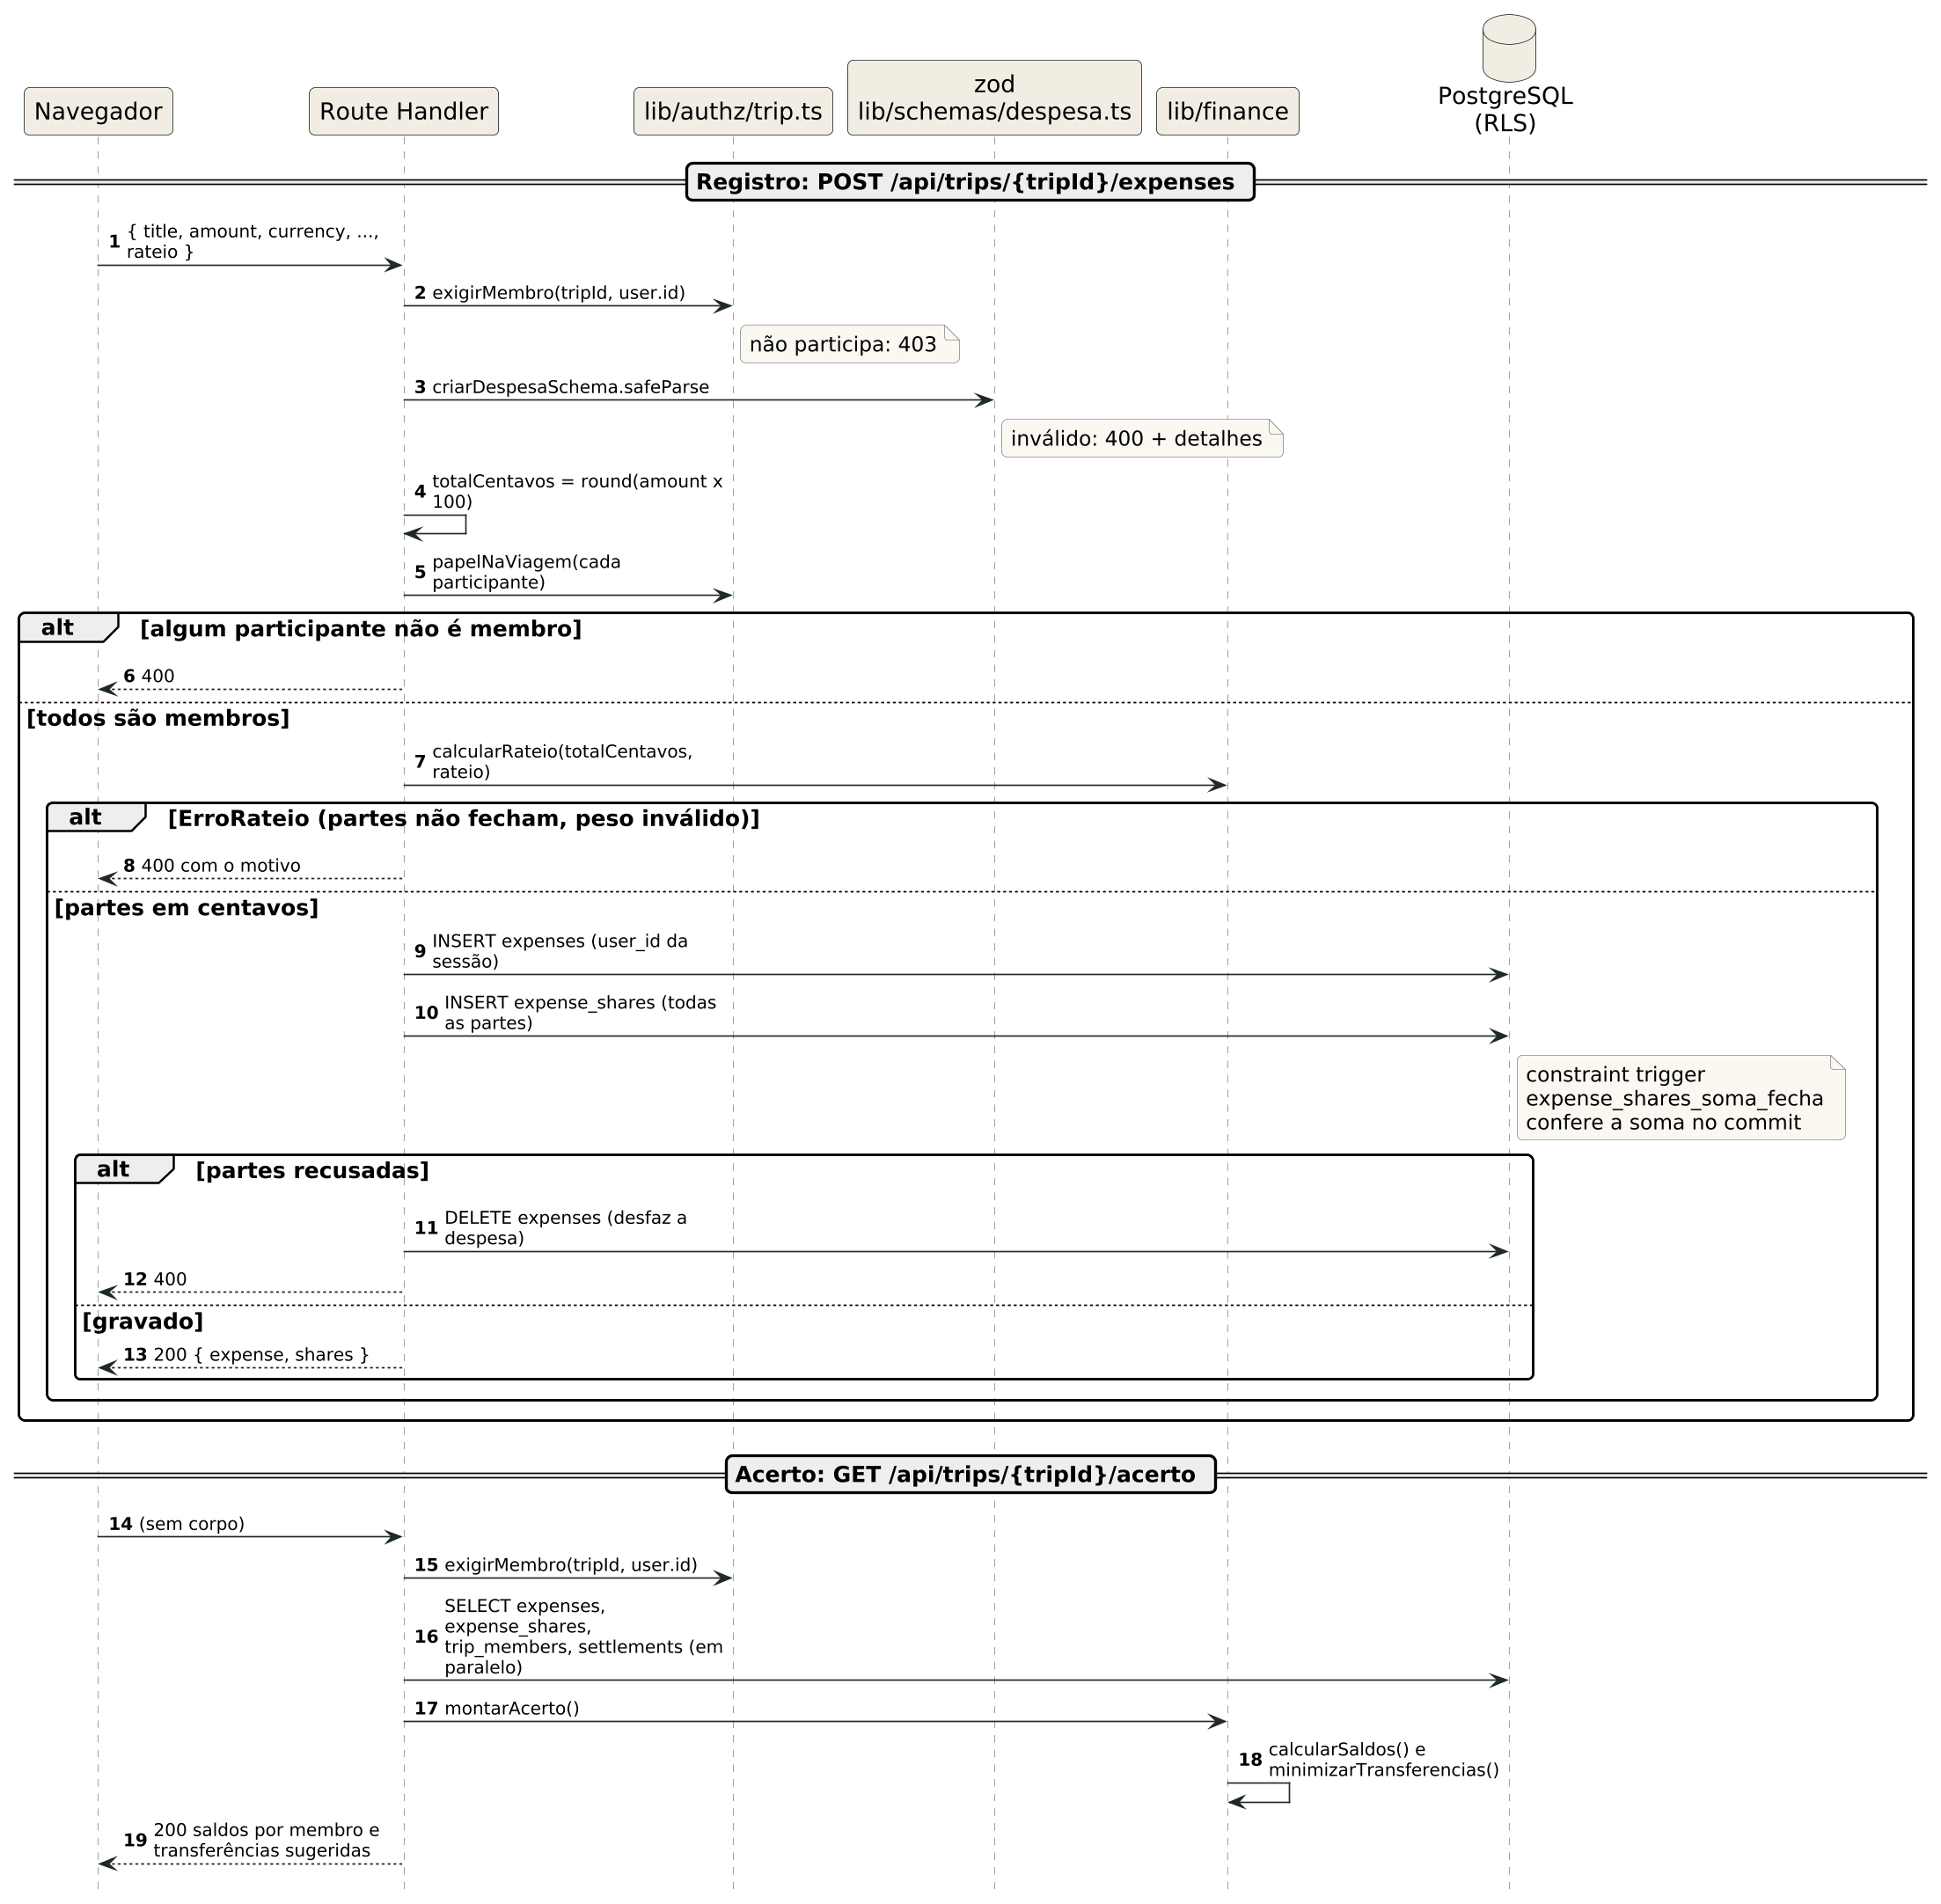 Navegador
Route Handler
lib/authz/trip.ts
zod
lib/schemas/despesa.ts
lib/finance
PostgreSQL
(RLS)
Registro: POST /api/trips/{tripId}/expenses
1 { title, amount, currency, ...,
rateio }
2 exigirMembro(tripId, user.id)
não participa: 403
3 criarDespesaSchema.safeParse
inválido: 400 + detalhes
4 totalCentavos = round(amount x
100)
5 papelNaViagem(cada
participante)
alt [algum participante não é membro]
6 400
[todos são membros]
7 calcularRateio(totalCentavos,
rateio)
alt [ErroRateio (partes não fecham, peso inválido)]
8 400 com o motivo
[partes em centavos]
9 INSERT expenses (user_id da
sessão)
10 INSERT expense_shares (todas
as partes)
constraint trigger
expense_shares_soma_fecha
confere a soma no commit
alt [partes recusadas]
11 DELETE expenses (desfaz a
despesa)
12 400
[gravado]
13 200 { expense, shares }
Acerto: GET /api/trips/{tripId}/acerto
14 (sem corpo)
15 exigirMembro(tripId, user.id)
16 SELECT expenses,
expense_shares,
trip_members, settlements (em
paralelo)
17 montarAcerto()
18 calcularSaldos() e
minimizarTransferencias()
19 200 saldos por membro e
transferências sugeridas